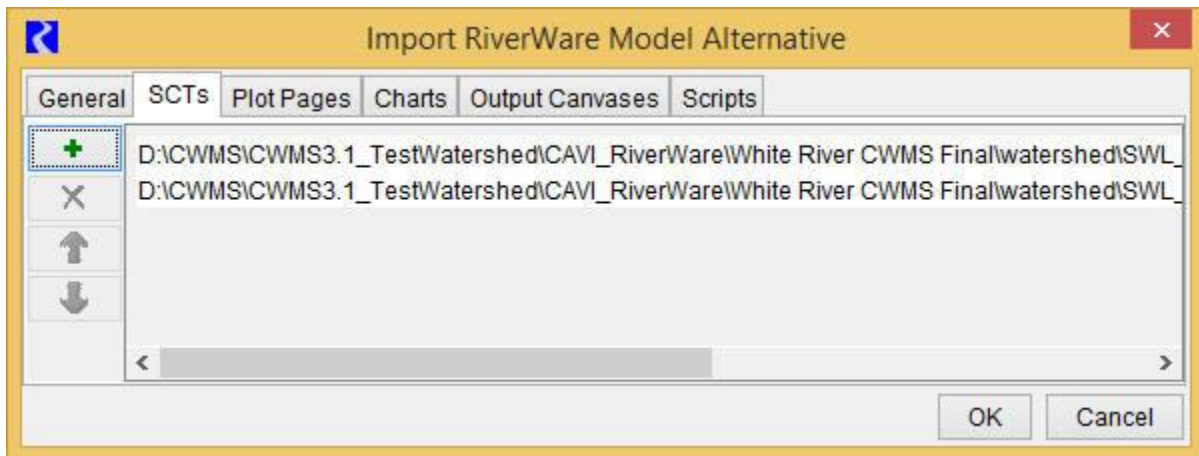 Import RiverWare Model Alternative
General SCTs Plot Pages Charts Output Canvases Scripts
D:\CWMS\CWMS3.1_TestWatershed\CAVI_RiverWare\White River CWMS Final\watershed\SWL_
D:\CWMS\CWMS3.1_TestWatershed\CAVI_RiverWare\White River CWMS Final\watershed\SWL_
OK Cancel